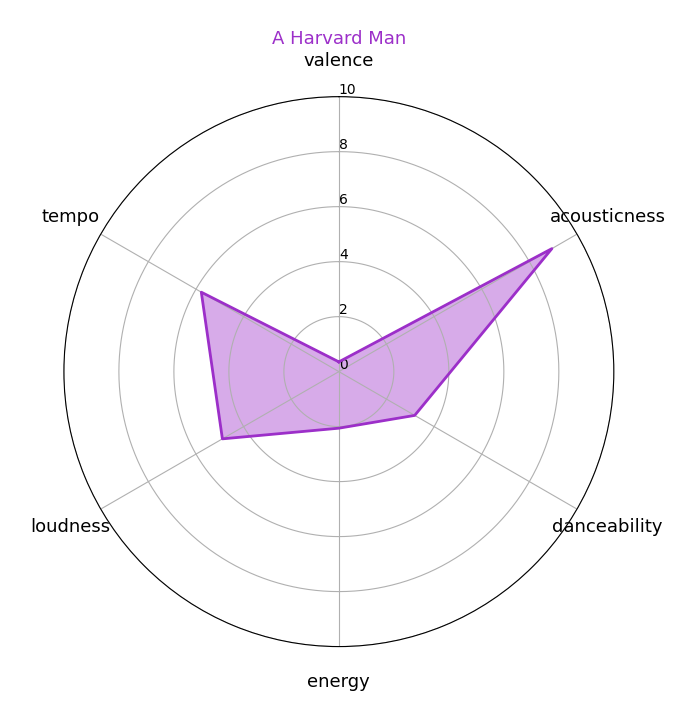 A Harvard Man
valence
10
8
tempo
acousticness
6
4
2
0
loudness
danceability
energy